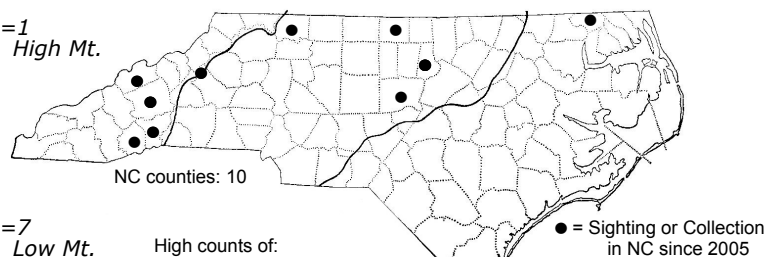 =1
High Mt.
NC counties: 10
=7
Low Mt.
High counts of:
● = Sighting or Collection
in NC since 2005